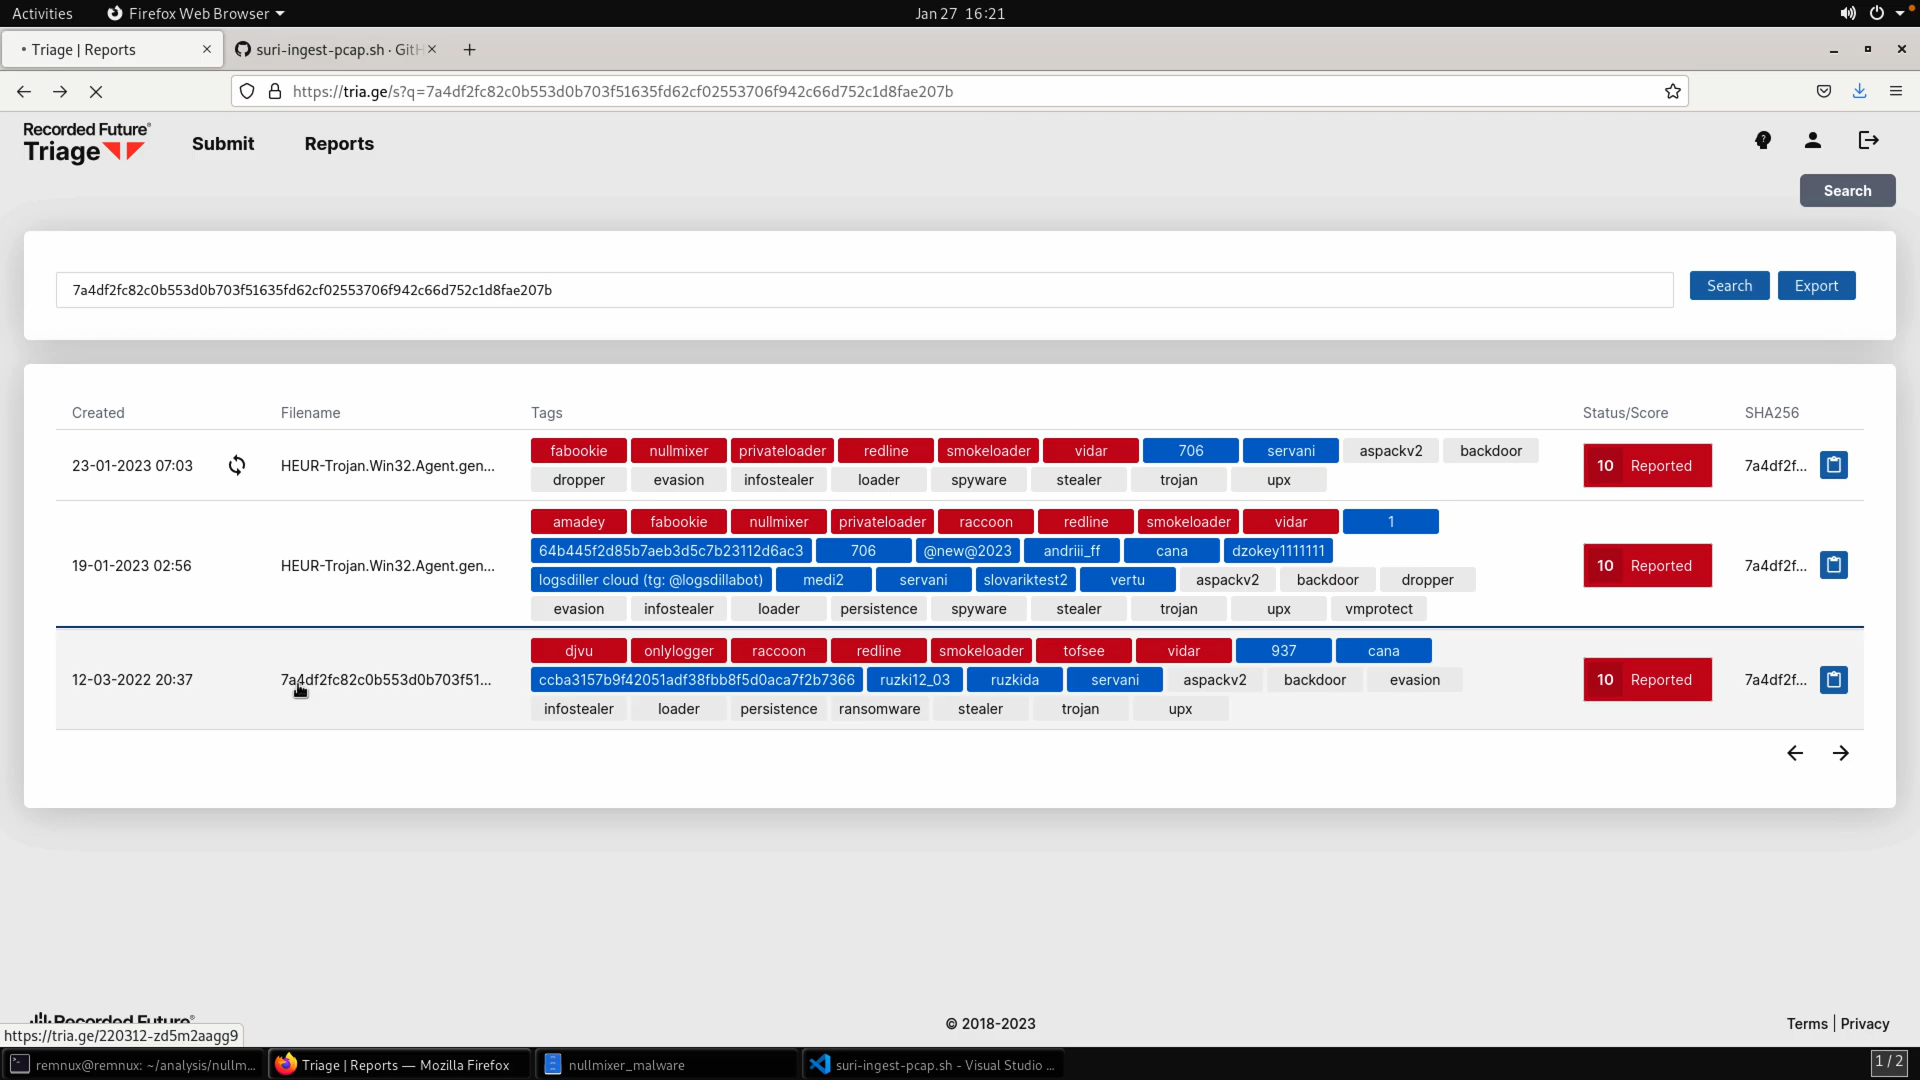 Activities Firefox Web Browser Jan 27 16:21
Triage | Reports suri-ingest-pcap.sh · GitH
https://tria.ge/s?q=7a4df2fc82c0b553d0b703f51635fd62cf02553706f942c66d752c1d8fae207b
Recorded Future®
Triage Submit Reports
Search
7a4df2fc82c0b553d0b703f51635fd62cf02553706f942c66d752c1d8fae207b Search Export
Created Filename Tags Status/Score SHA256
fabookie nullmixer privateloader redline smokeloader vidar 706 servani aspackv2 backdoor
23-01-2023 07:03 HEUR-Trojan.Win32.Agent.gen... 10 Reported 7a4df2f...
dropper evasion infostealer loader spyware stealer trojan upx
amadey fabookie nullmixer privateloader raccoon redline smokeloader vidar 1
64b445f2d85b7aeb3d5c7b23112d6ac3 706 @new@2023 andriii_ff cana dzokey1111111
19-01-2023 02:56 HEUR-Trojan.Win32.Agent.gen... 10 Reported 7a4df2f...
logsdiller cloud (tg: @logsdillabot) medi2 servani slovariktest2 vertu aspackv2 backdoor dropper
evasion infostealer loader persistence spyware stealer trojan upx vmprotect
djvu onlylogger raccoon redline smokeloader tofsee vidar 937 cana
12-03-2022 20:37 7a4df2fc82c0b553d0b703f51... ccba3157b9f42051adf38fbb8f5d0aca7f2b7366 ruzki12_03 ruzkida servani aspackv2 backdoor evasion 10 Reported 7a4df2f...
infostealer loader persistence ransomware stealer trojan upx
Recorded Future® © 2018-2023 Terms | Privacy
https://tria.ge/220312-zd5m2aagg9
remnux@remnux: ~/analysis/nullm... Triage | Reports — Mozilla Firefox nullmixer_malware suri-ingest-pcap.sh - Visual Studio ... 1 / 2